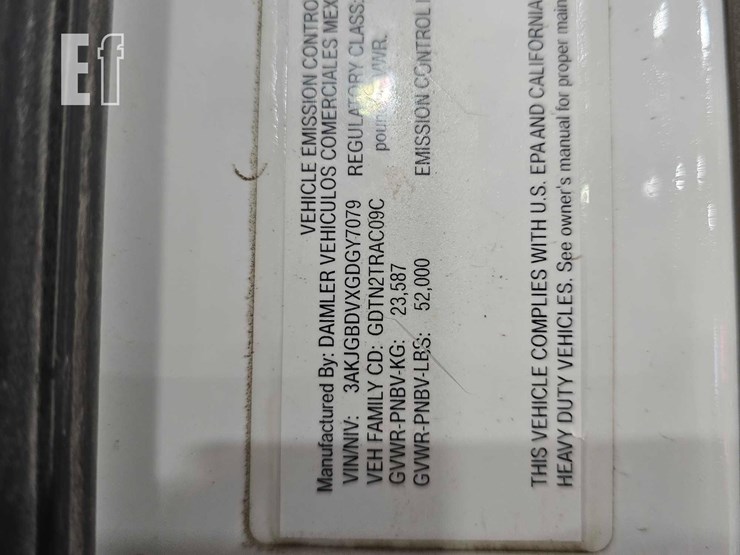 Ef
VEHICLE EMISSION CONTRO
Manufactured By: DAIMLER VEHICULOS COMERCIALES MEX
VIN/NIV: 3AKJGBDVXGDGY7079 REGULATORY CLASS:
VEH FAMILY CD: GDTN2TRAC09C
GVWR-PNBV-KG: 23,587
GVWR-PNBV-LBS: 52,000 EMISSION CONTROL
THIS VEHICLE COMPLIES WITH U.S. EPA AND CALIFORNIA
HEAVY DUTY VEHICLES. See owner's manual for proper main